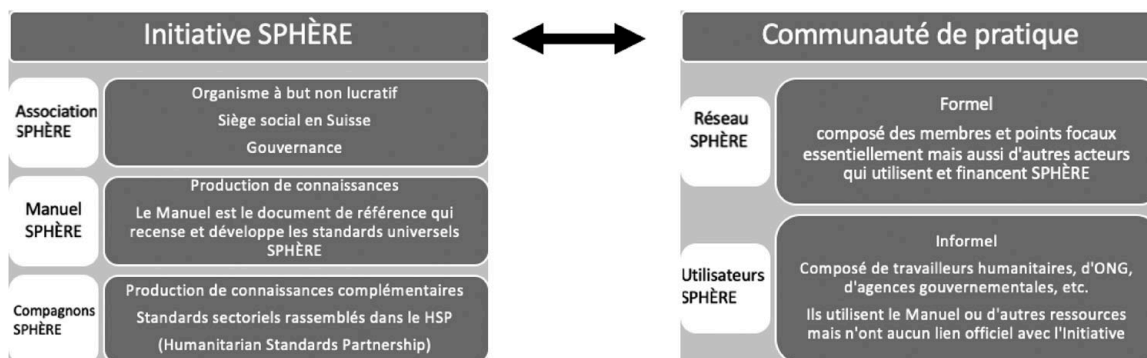 Initiative SPHÈRE
Association
SPHÈRE
Organisme à but non lucratif
Siège social en Suisse
Gouvernance
Manuel
SPHÈRE
Production de connaissances
Le Manuel est le document de référence qui
recense et développe les standards universels
SPHÈRE
Compagnons
SPHÈRE
Production de connaissances complémentaires
Standards sectoriels rassemblés dans le HSP
(Humanitarian Standards Partnership)
Communauté de pratique
Réseau
SPHÈRE
Formel
composé des membres et points focaux
essentiellement mais aussi d'autres acteurs
qui utilisent et financent SPHÈRE
Utilisateurs
SPHÈRE
Informel
Composé de travailleurs humanitaires, d'ONG,
d'agences gouvernementales, etc.
Ils utilisent le Manuel ou d'autres ressources
mais n'ont aucun lien officiel avec l'Initiative